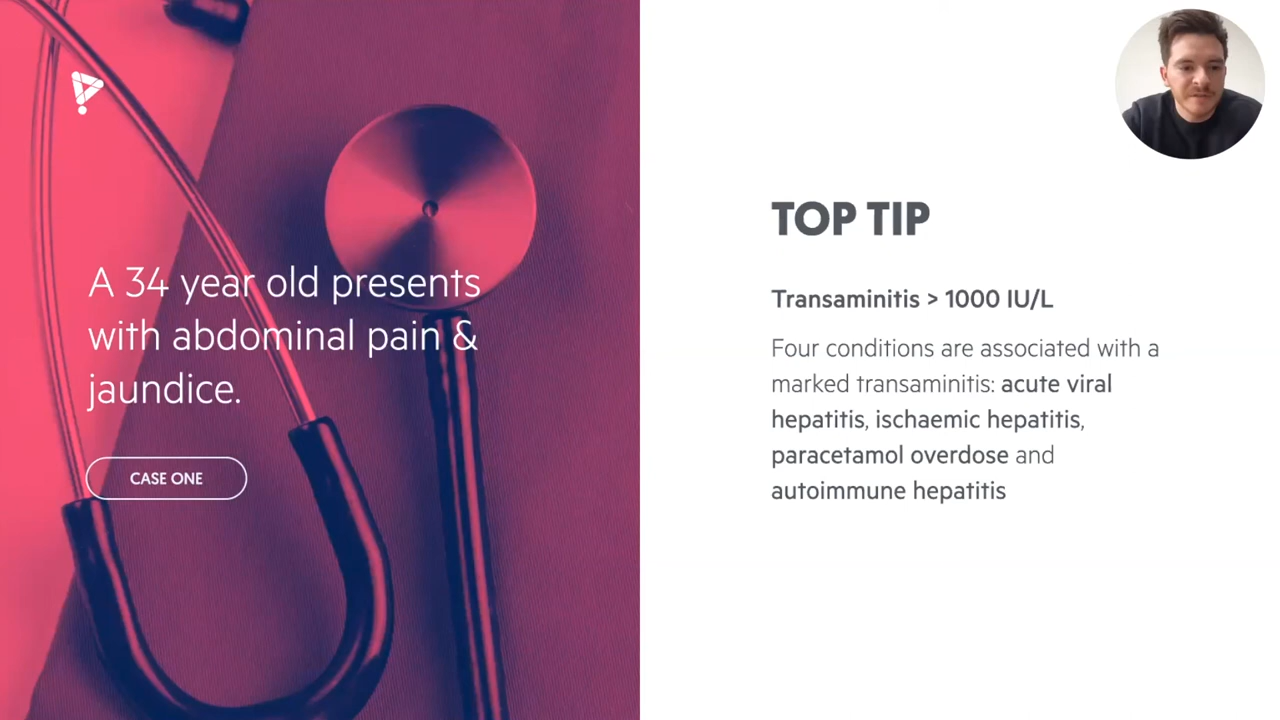 A 34 year old presents
with abdominal pain &
jaundice.
CASE ONE
TOP TIP
Transaminitis > 1000 IU/L
Four conditions are associated with a
marked transaminitis: acute viral
hepatitis, ischaemic hepatitis,
paracetamol overdose and
autoimmune hepatitis